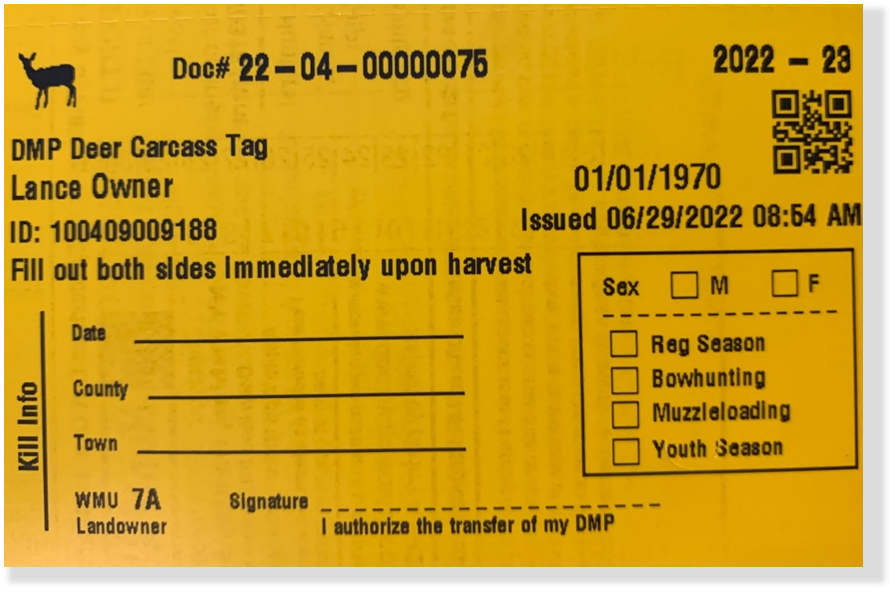 Doc# 22-04-00000075
2022 - 23
DMP Deer Carcass Tag
Lance Owner
01/01/1970
ID: 100409009188
Issued 06/29/2022 08:54 AM
Fill out both sides Immediately upon harvest
Sex M F
Reg Season
Bowhunting
Muzzleloading
Youth Season
Kill Info
Date
County
Town
WMU 7A
Landowner
Signature
I authorize the transfer of my DMP